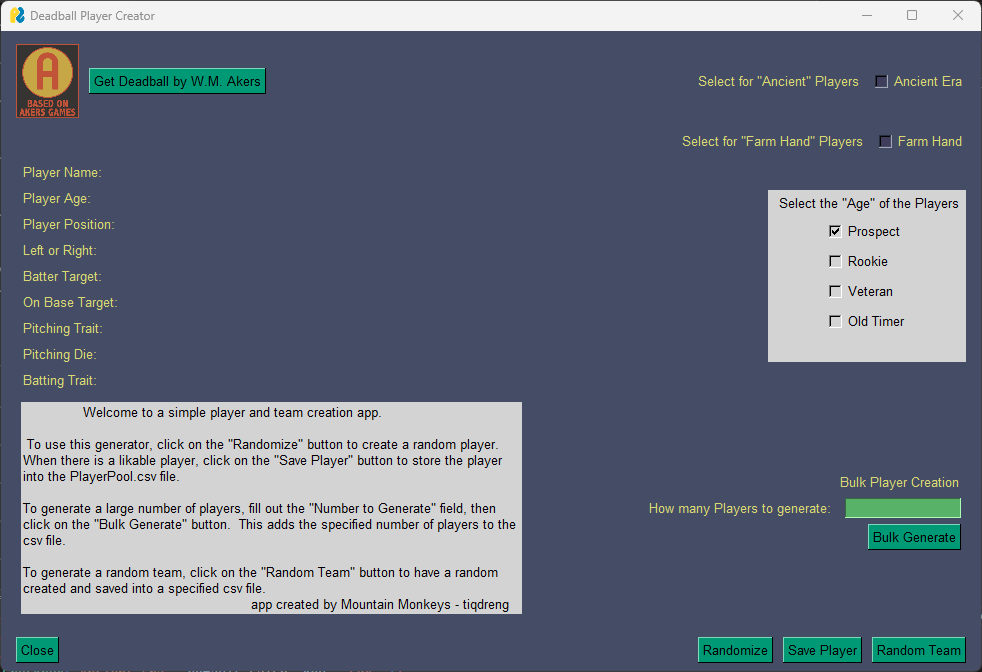 Deadball Player Creator
A
BASED ON
AKERS GAMES
Get Deadball by W.M. Akers
Select for "Ancient" Players
Ancient Era
Select for "Farm Hand" Players
Farm Hand
Player Name:
Player Age:
Player Position:
Left or Right:
Batter Target:
On Base Target:
Pitching Trait:
Pitching Die:
Batting Trait:
Select the "Age" of the Players
Prospect
Rookie
Veteran
Old Timer
Welcome to a simple player and team creation app.
To use this generator, click on the "Randomize" button to create a random player.
When there is a likable player, click on the "Save Player" button to store the player
into the PlayerPool.csv file.
To generate a large number of players, fill out the "Number to Generate" field, then
click on the "Bulk Generate" button.  This adds the specified number of players to the
csv file.
To generate a random team, click on the "Random Team" button to have a random
created and saved into a specified csv file.
app created by Mountain Monkeys - tiqdreng
Bulk Player Creation
How many Players to generate:
Bulk Generate
Close
Randomize
Save Player
Random Team